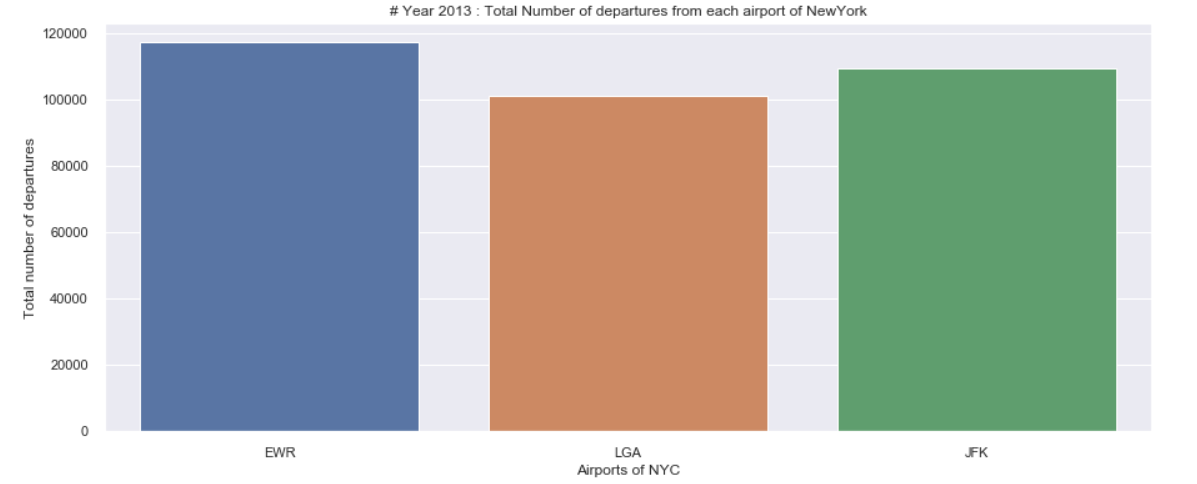 # Year 2013 : Total Number of departures from each airport of NewYork
120000
100000
80000
60000
40000
20000
0
Total number of departures
EWR LGA JFK
Airports of NYC